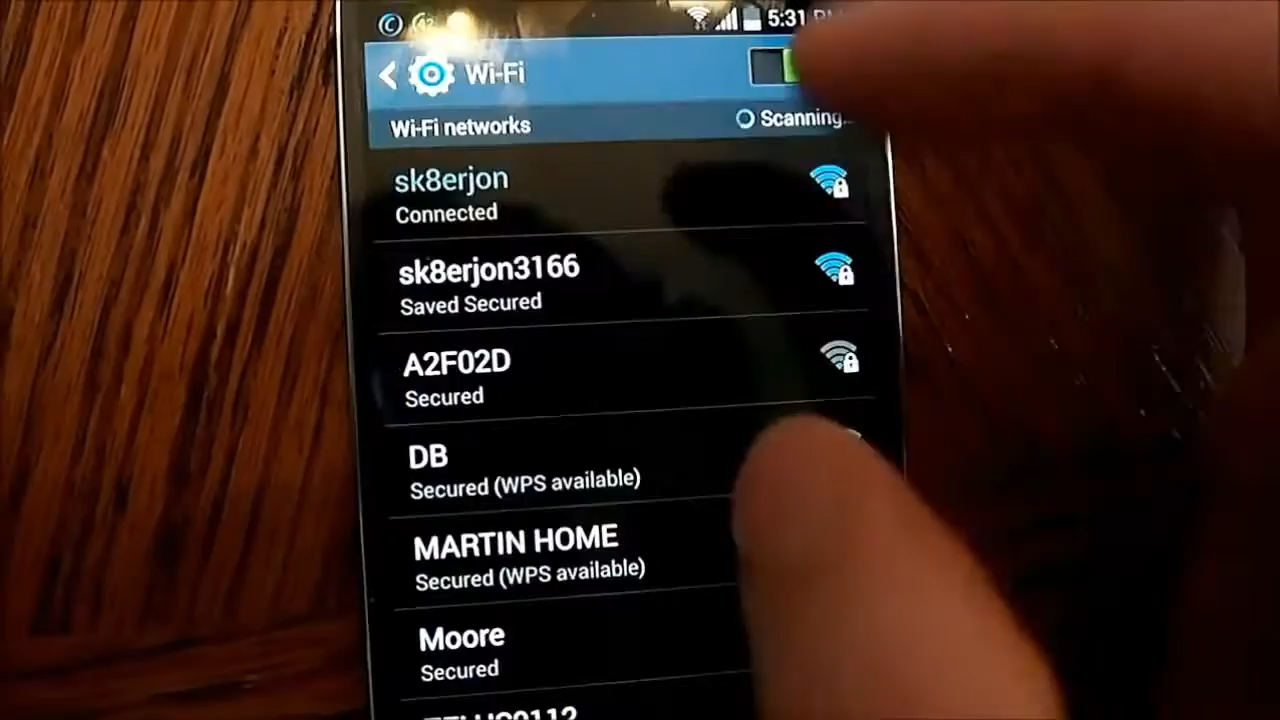 5:31
Wi-Fi
Wi-Fi networks
Scanning...
sk8erjon
Connected
sk8erjon3166
Saved Secured
A2F02D
Secured
DB
Secured (WPS available)
MARTIN HOME
Secured (WPS available)
Moore
Secured